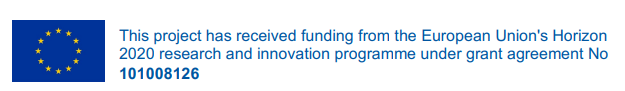 This project has received funding from the European Union's Horizon
2020 research and innovation programme under grant agreement No
101008126